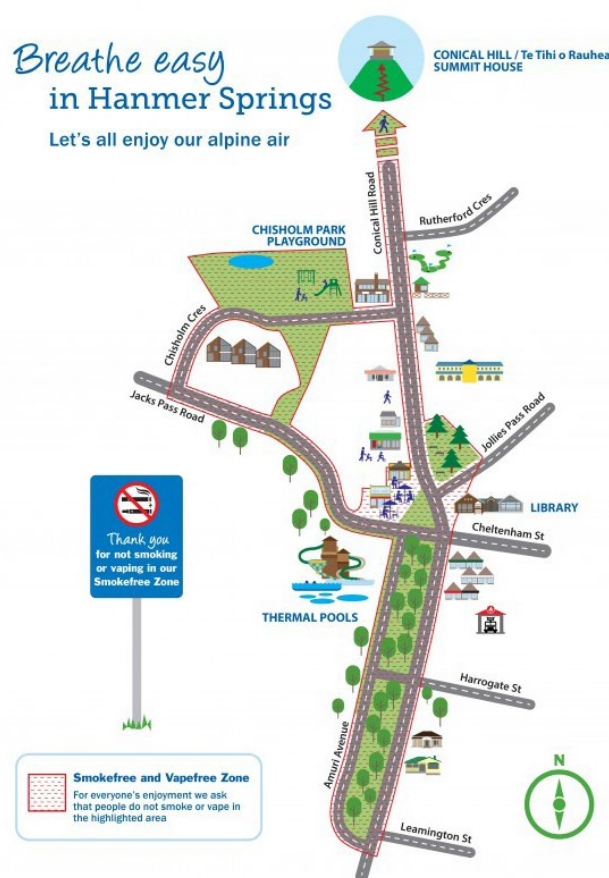 Breathe easy
in Hanmer Springs
Let's all enjoy our alpine air
CONICAL HILL / Te Tihi o Rauhea
SUMMIT HOUSE
Conical Hill Road
Rutherford Cres
CHISHOLM PARK
PLAYGROUND
Chisholm Cres
Jacks Pass Road
Jollies Pass Road
LIBRARY
Cheltenham St
Thank you
for not smoking
or vaping in our
Smokefree Zone
THERMAL POOLS
Harrogate St
Amuri Avenue
Leamington St
N
Smokefree and Vapefree Zone
For everyone's enjoyment we ask
that people do not smoke or vape in
the highlighted area